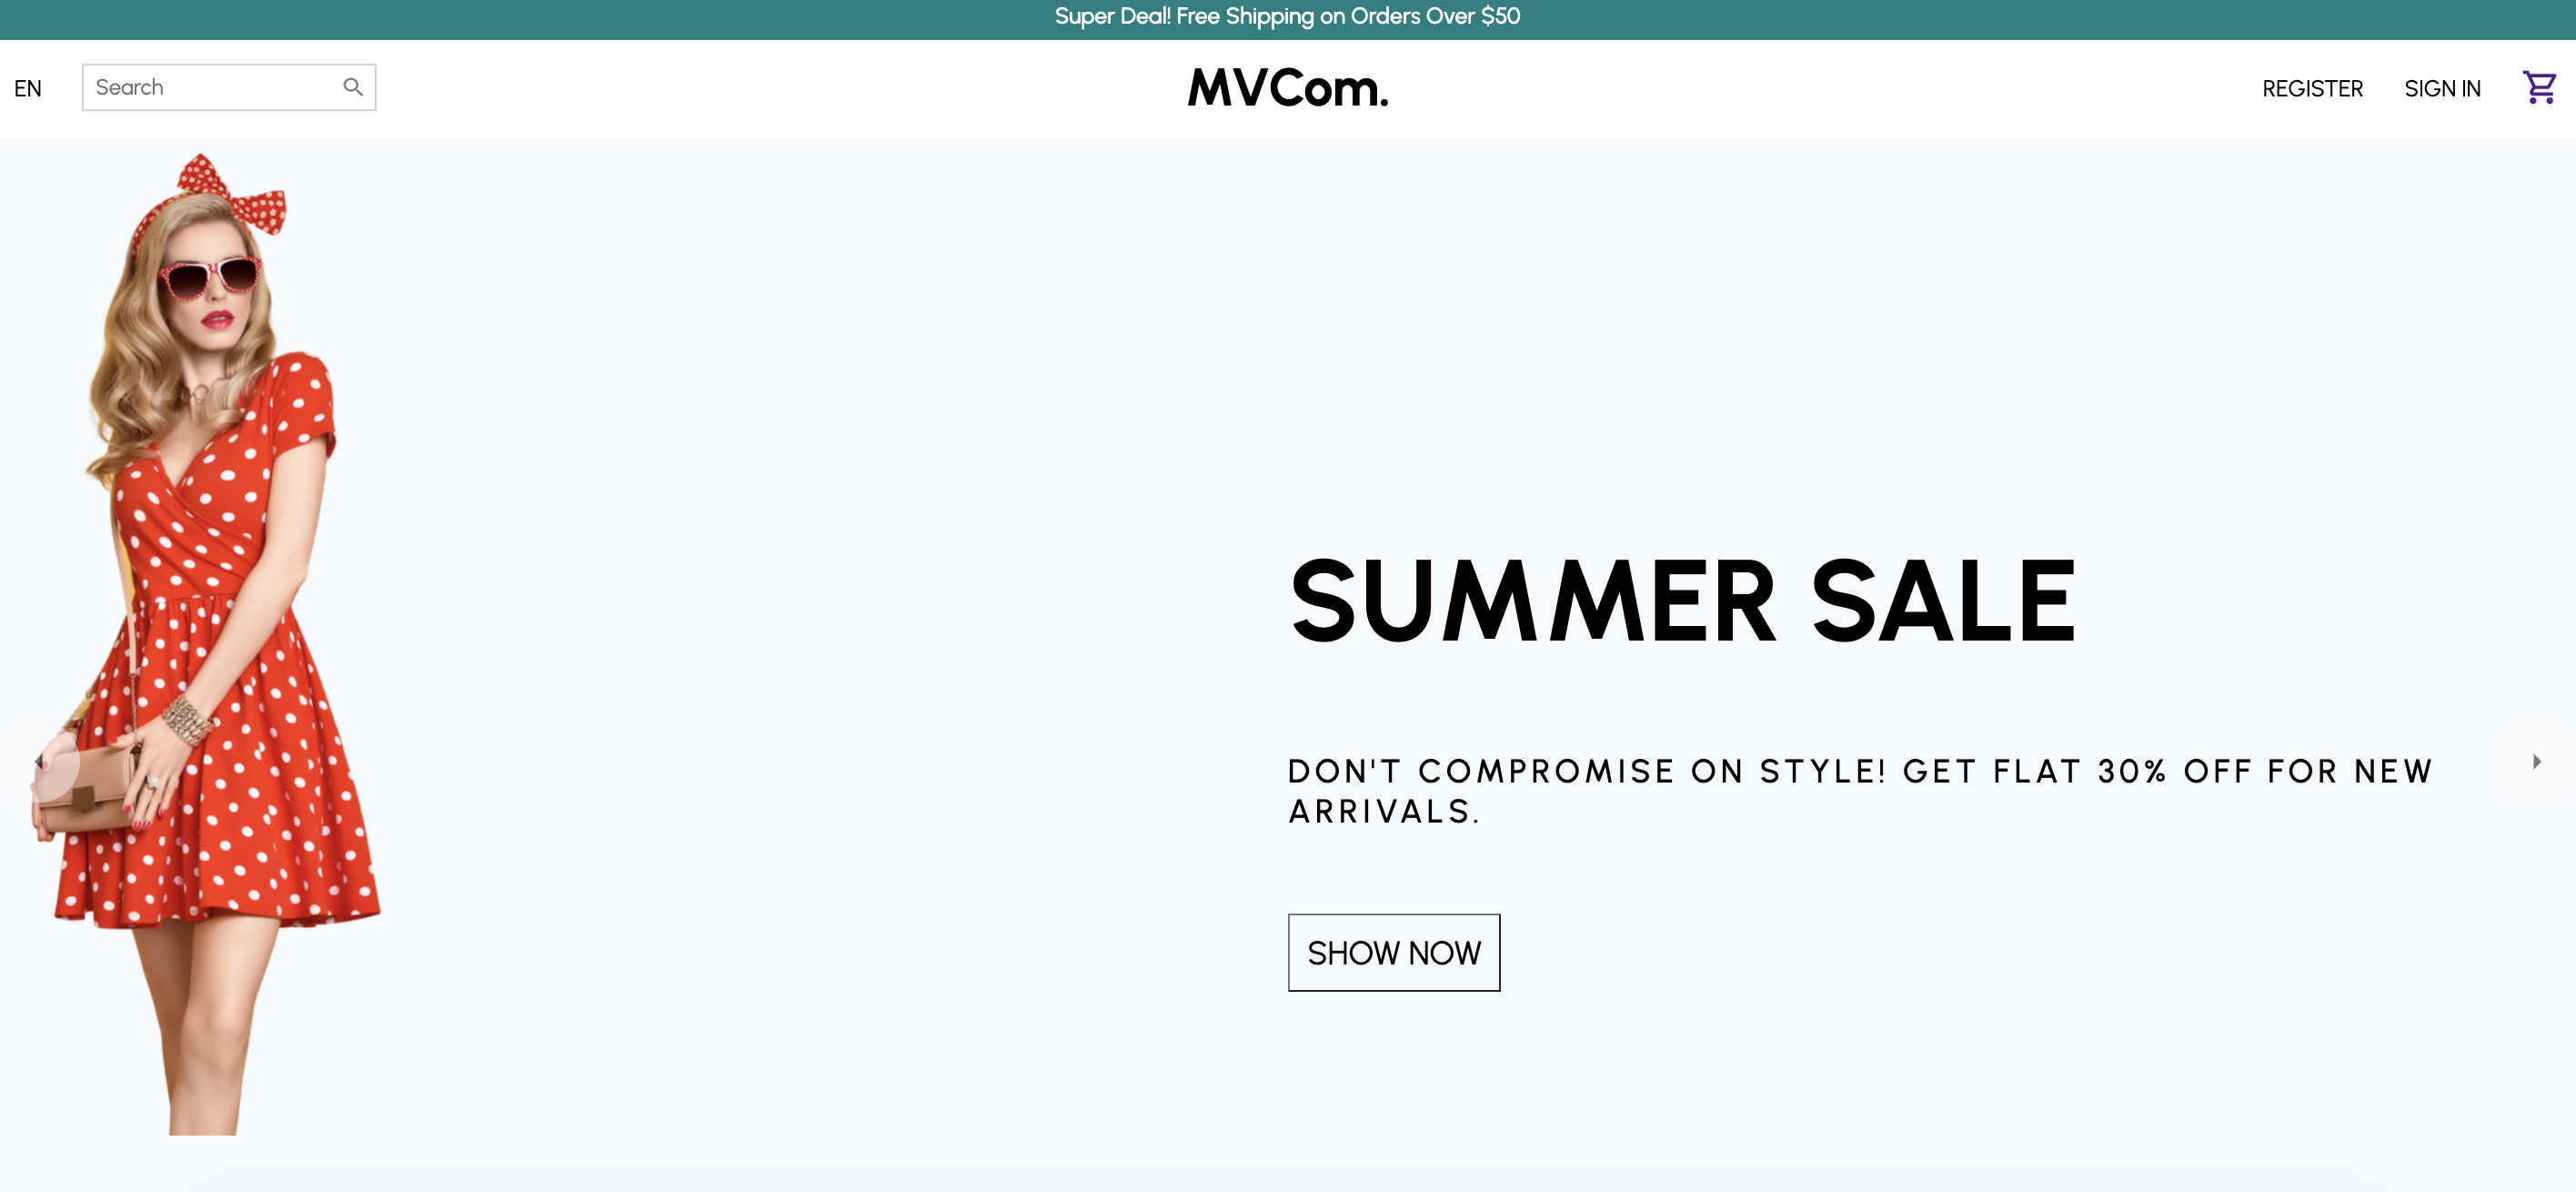 Super Deal! Free Shipping on Orders Over $50
EN
Search
MVCom.
REGISTER
SIGN IN
SUMMER SALE
DON'T COMPROMISE ON STYLE! GET FLAT 30% OFF FOR NEW
ARRIVALS.
SHOW NOW